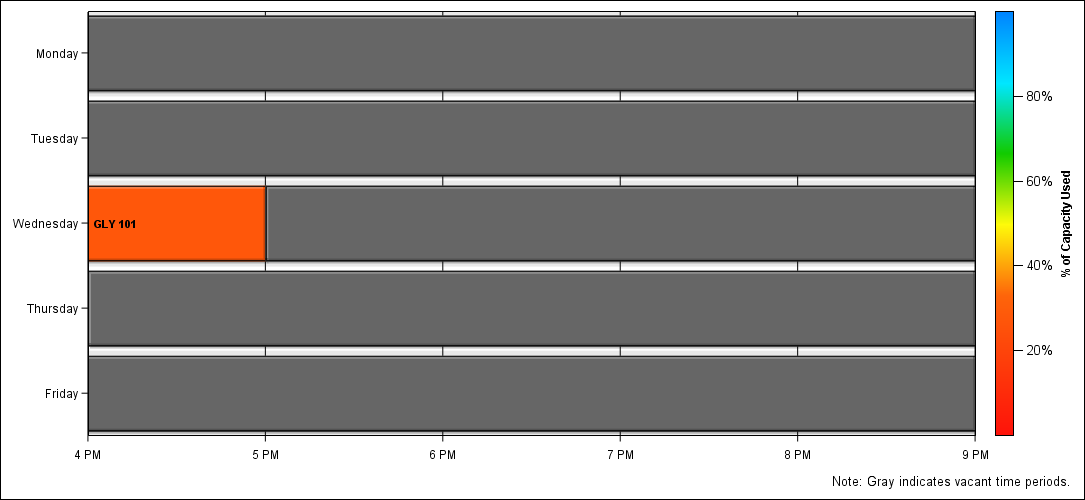 Monday
Tuesday
Wednesday
Thursday
Friday
GLY 101
4 PM
5 PM
6 PM
7 PM
8 PM
9 PM
80%
60%
40%
20%
% of Capacity Used
Note: Gray indicates vacant time periods.